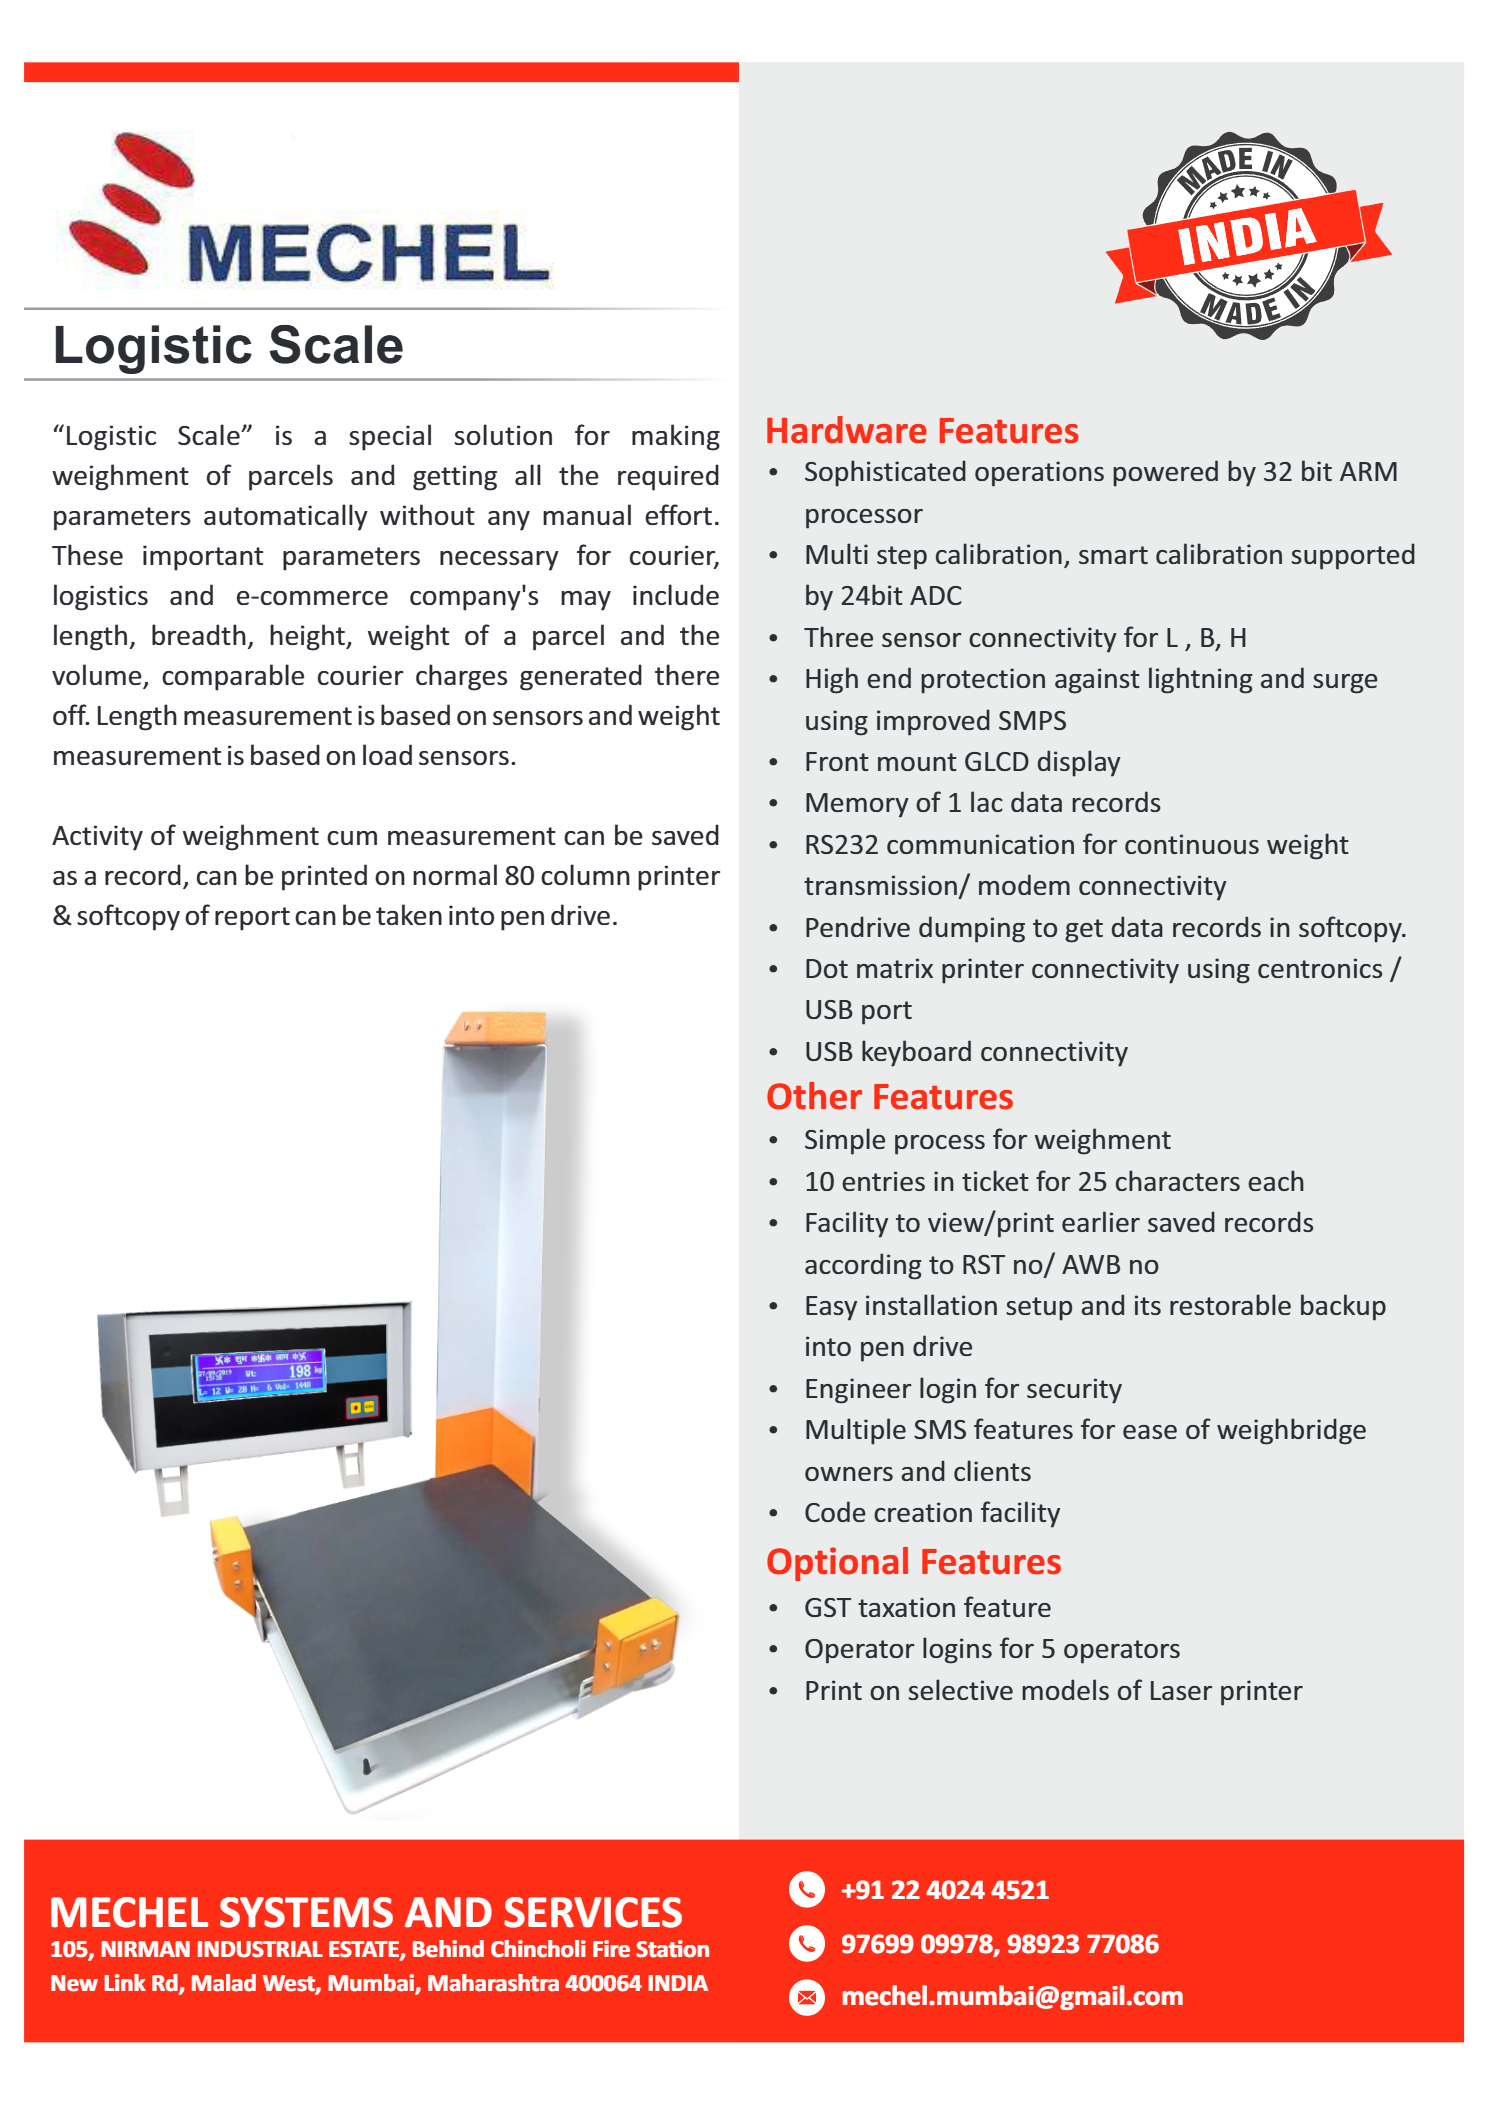 MECHEL
Logistic Scale
“Logistic Scale” is a special solution for making
weighment of parcels and getting all the required
parameters automatically without any manual effort.
These important parameters necessary for courier,
logistics and e-commerce company's may include
length, breadth, height, weight of a parcel and the
volume, comparable courier charges generated there
off. Length measurement is based on sensors and weight
measurement is based on load sensors.
Activity of weighment cum measurement can be saved
as a record, can be printed on normal 80 column printer
& softcopy of report can be taken into pen drive.
卐* शुभ *卐* लाभ *卐
27/09/2019
Wt: 198 kg
L= 12 W= 20 H= 6 Vol= 1440
MADE IN
INDIA
MADE IN
Hardware Features
• Sophisticated operations powered by 32 bit ARM
processor
• Multi step calibration, smart calibration supported
by 24bit ADC
• Three sensor connectivity for L , B, H
• High end protection against lightning and surge
using improved SMPS
• Front mount GLCD display
• Memory of 1 lac data records
• RS232 communication for continuous weight
transmission/ modem connectivity
• Pendrive dumping to get data records in softcopy.
• Dot matrix printer connectivity using centronics /
USB port
• USB keyboard connectivity
Other Features
• Simple process for weighment
• 10 entries in ticket for 25 characters each
• Facility to view/print earlier saved records
according to RST no/ AWB no
• Easy installation setup and its restorable backup
into pen drive
• Engineer login for security
• Multiple SMS features for ease of weighbridge
owners and clients
• Code creation facility
Optional Features
• GST taxation feature
• Operator logins for 5 operators
• Print on selective models of Laser printer
MECHEL SYSTEMS AND SERVICES
105, NIRMAN INDUSTRIAL ESTATE, Behind Chincholi Fire Station
New Link Rd, Malad West, Mumbai, Maharashtra 400064 INDIA
+91 22 4024 4521
97699 09978, 98923 77086
mechel.mumbai@gmail.com